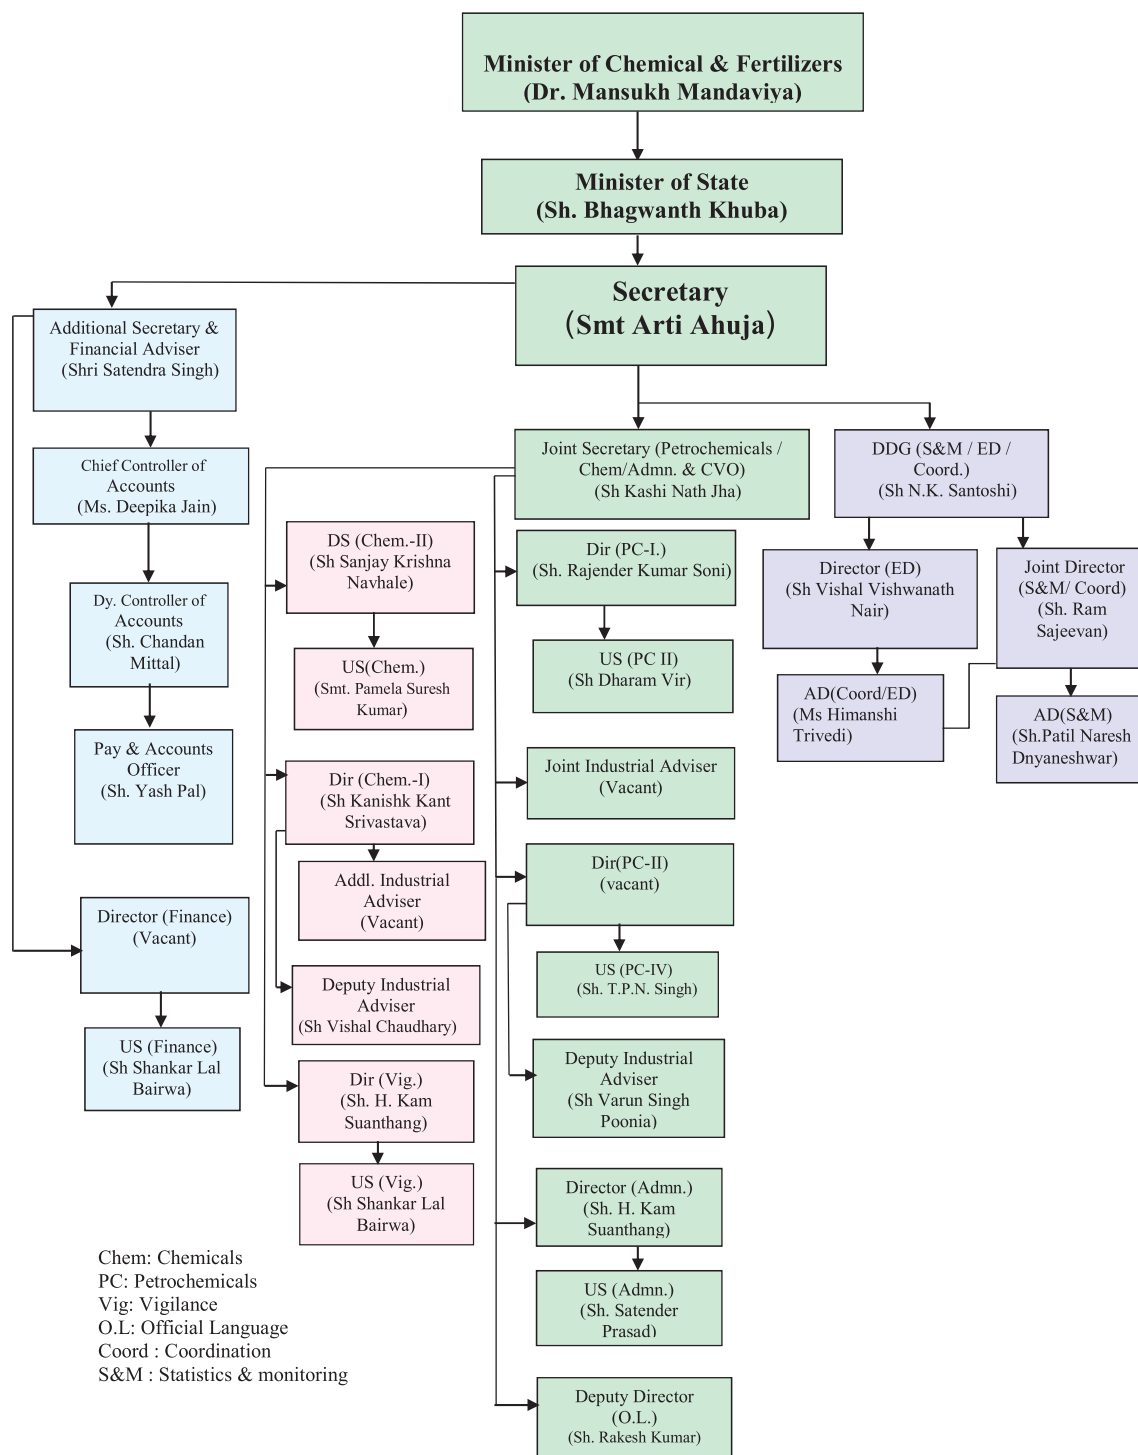 Minister of Chemical & Fertilizers
(Dr. Mansukh Mandaviya)
Minister of State
(Sh. Bhagwanth Khuba)
Secretary
(Smt Arti Ahuja)
Additional Secretary &
Financial Adviser
(Shri Satendra Singh)
Chief Controller of
Accounts
(Ms. Deepika Jain)
Dy. Controller of
Accounts
(Sh. Chandan
Mittal)
Pay & Accounts
Officer
(Sh. Yash Pal)
Director (Finance)
(Vacant)
US (Finance)
(Sh Shankar Lal
Bairwa)
Joint Secretary (Petrochemicals /
Chem/Admn. & CVO)
(Sh Kashi Nath Jha)
DS (Chem.-II)
(Sh Sanjay Krishna
Navhale)
US(Chem.)
(Smt. Pamela Suresh
Kumar)
Dir (Chem.-I)
(Sh Kanishk Kant
Srivastava)
Addl. Industrial
Adviser
(Vacant)
Deputy Industrial
Adviser
(Sh Vishal Chaudhary)
Dir (Vig.)
(Sh. H. Kam
Suanthang)
US (Vig.)
(Sh Shankar Lal
Bairwa)
Dir (PC-I.)
(Sh. Rajender Kumar Soni)
US (PC II)
(Sh Dharam Vir)
Joint Industrial Adviser
(Vacant)
Dir(PC-II)
(vacant)
US (PC-IV)
(Sh. T.P.N. Singh)
Deputy Industrial
Adviser
(Sh Varun Singh
Poonia)
Director (Admn.)
(Sh. H. Kam
Suanthang)
US (Admn.)
(Sh. Satender
Prasad)
Deputy Director
(O.L.)
(Sh. Rakesh Kumar)
DDG (S&M / ED /
Coord.)
(Sh N.K. Santoshi)
Director (ED)
(Sh Vishal Vishwanath
Nair)
AD(Coord/ED)
(Ms Himanshi
Trivedi)
Joint Director
(S&M/ Coord)
(Sh. Ram
Sajeevan)
AD(S&M)
(Sh.Patil Naresh
Dnyaneshwar)
Chem: Chemicals
PC: Petrochemicals
Vig: Vigilance
O.L: Official Language
Coord : Coordination
S&M : Statistics & monitoring